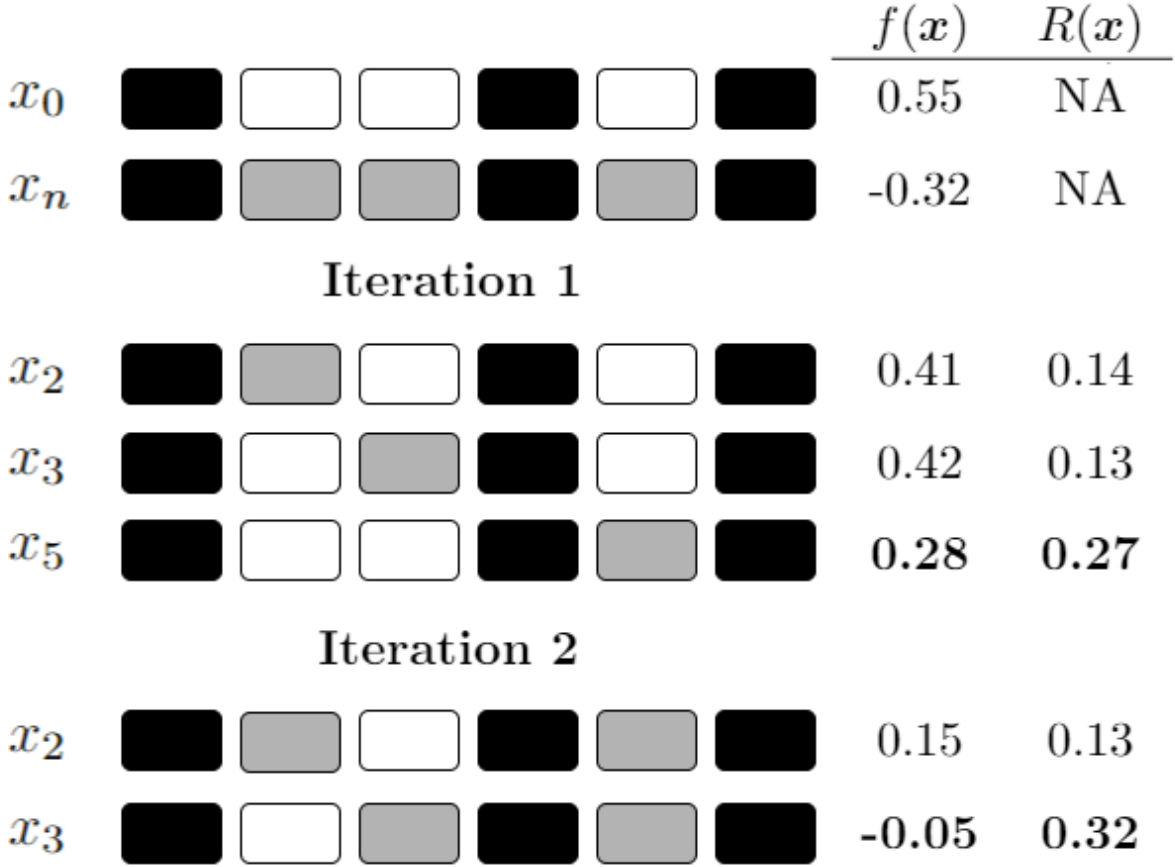 f(x) R(x)
x₀ 0.55 NA
xₙ -0.32 NA
Iteration 1
x₂ 0.41 0.14
x₃ 0.42 0.13
x₅ 0.28 0.27
Iteration 2
x₂ 0.15 0.13
x₃ -0.05 0.32